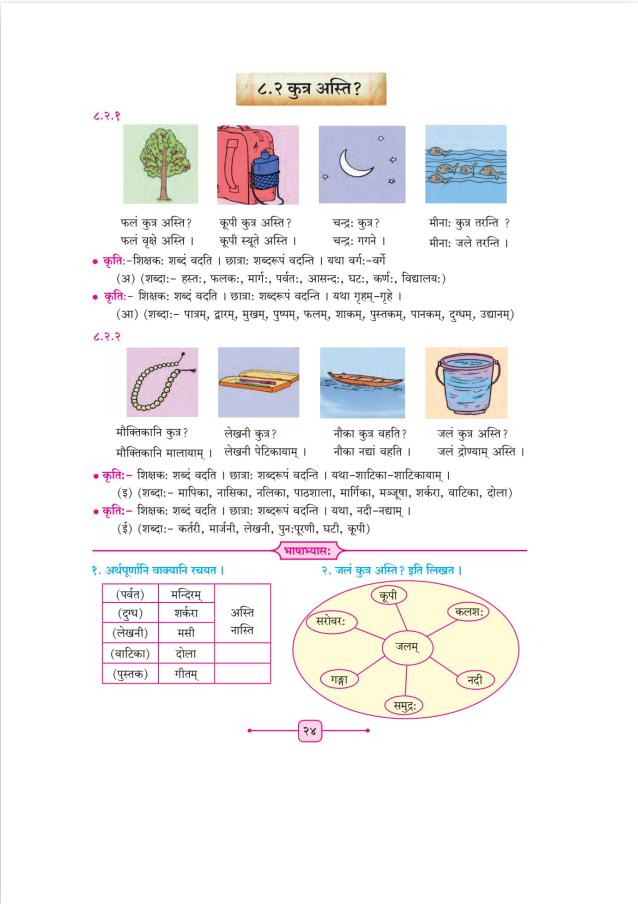 ८.२ कुत्र अस्ति?
८.२.१
फलं कुत्र अस्ति? कूपी कुत्र अस्ति? चन्द्रः कुत्र? मीनाः कुत्र तरन्ति ?
फलं वृक्षे अस्ति । कूपी स्यूते अस्ति । चन्द्रः गगने । मीनाः जले तरन्ति ।
• कृतिः-शिक्षकः शब्दं वदति । छात्राः शब्दरूपं वदन्ति । यथा वर्गः-वर्गे
(अ) (शब्दाः- हस्तः, फलकः, मार्गः, पर्वतः, आसन्दः, घटः, कर्णः, विद्यालयः)
• कृतिः- शिक्षकः शब्दं वदति । छात्राः शब्दरूपं वदन्ति । यथा गृहम्-गृहे ।
(आ) (शब्दाः- पात्रम्, द्वारम्, मुखम्, पुष्पम्, फलम्, शाकम्, पुस्तकम्, पानकम्, दुग्धम्, उद्यानम्)
८.२.२
मौक्तिकानि कुत्र? लेखनी कुत्र? नौका कुत्र वहति? जलं कुत्र अस्ति?
मौक्तिकानि मालायाम् । लेखनी पेटिकायाम् । नौका नद्यां वहति । जलं द्रोण्याम् अस्ति ।
• कृतिः- शिक्षकः शब्दं वदति । छात्राः शब्दरूपं वदन्ति । यथा-शाटिका-शाटिकायाम् ।
(इ) (शब्दाः- मापिका, नासिका, नलिका, पाठशाला, मार्गिका, मञ्जूषा, शर्करा, वाटिका, दोला)
• कृतिः- शिक्षकः शब्दं वदति । छात्राः शब्दरूपं वदन्ति । यथा, नदी-नद्याम् ।
(ई) (शब्दाः- कर्तरी, मार्जनी, लेखनी, पुनःपूरणी, घटी, कूपी)
भाषाभ्यासः
१. अर्थपूर्णानि वाक्यानि रचयत ।
(पर्वत) मन्दिरम्
(दुग्ध) शर्करा अस्ति
(लेखनी) मसी नास्ति
(वाटिका) दोला
(पुस्तक) गीतम्
२. जलं कुत्र अस्ति? इति लिखत ।
कूपी
सरोवरः कलशः
जलम्
गङ्गा नदी
समुद्रः
२४